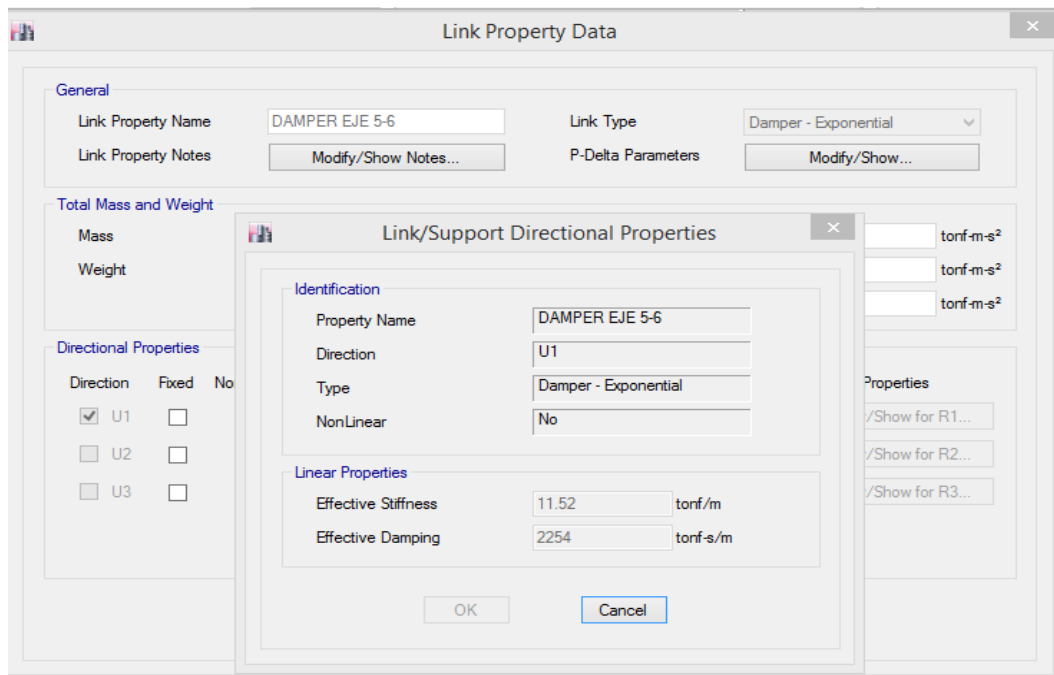 Link Property Data
General
Link Property Name DAMPER EJE 5-6 Link Type Damper - Exponential
Link Property Notes Modify/Show Notes... P-Delta Parameters Modify/Show...
Total Mass and Weight
Mass tonf-m-s²
Weight tonf-m-s²
tonf-m-s²
Directional Properties
Direction Fixed Properties
U1 /Show for R1...
U2 /Show for R2...
U3 /Show for R3...
Link/Support Directional Properties
Identification
Property Name DAMPER EJE 5-6
Direction U1
Type Damper - Exponential
NonLinear No
Linear Properties
Effective Stiffness 11.52 tonf/m
Effective Damping 2254 tonf-s/m
OK Cancel